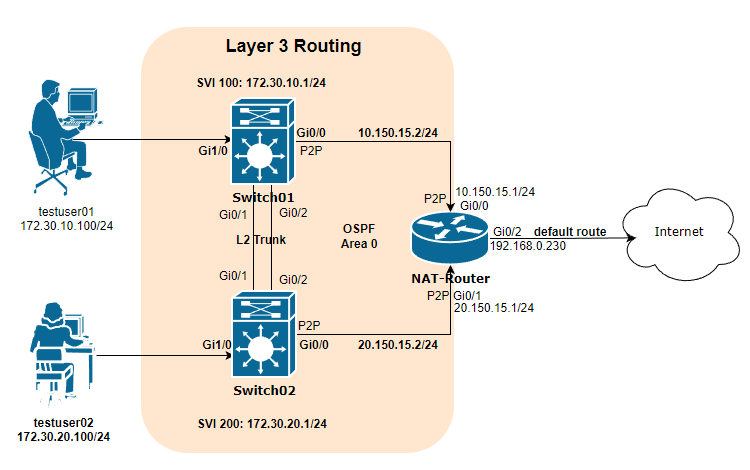 Layer 3 Routing
SVI 100: 172.30.10.1/24
Gi0/0
10.150.15.2/24
Gi1/0
P2P
Switch01
testuser01
172.30.10.100/24
Gi0/1
Gi0/2
L2 Trunk
OSPF
Area 0
P2P
10.150.15.1/24
Gi0/0
Gi0/2
default route
192.168.0.230
Internet
NAT-Router
P2P
Gi0/1
20.150.15.1/24
Gi0/1
Gi0/2
P2P
Gi1/0
Gi0/0
20.150.15.2/24
Switch02
testuser02
172.30.20.100/24
SVI 200: 172.30.20.1/24